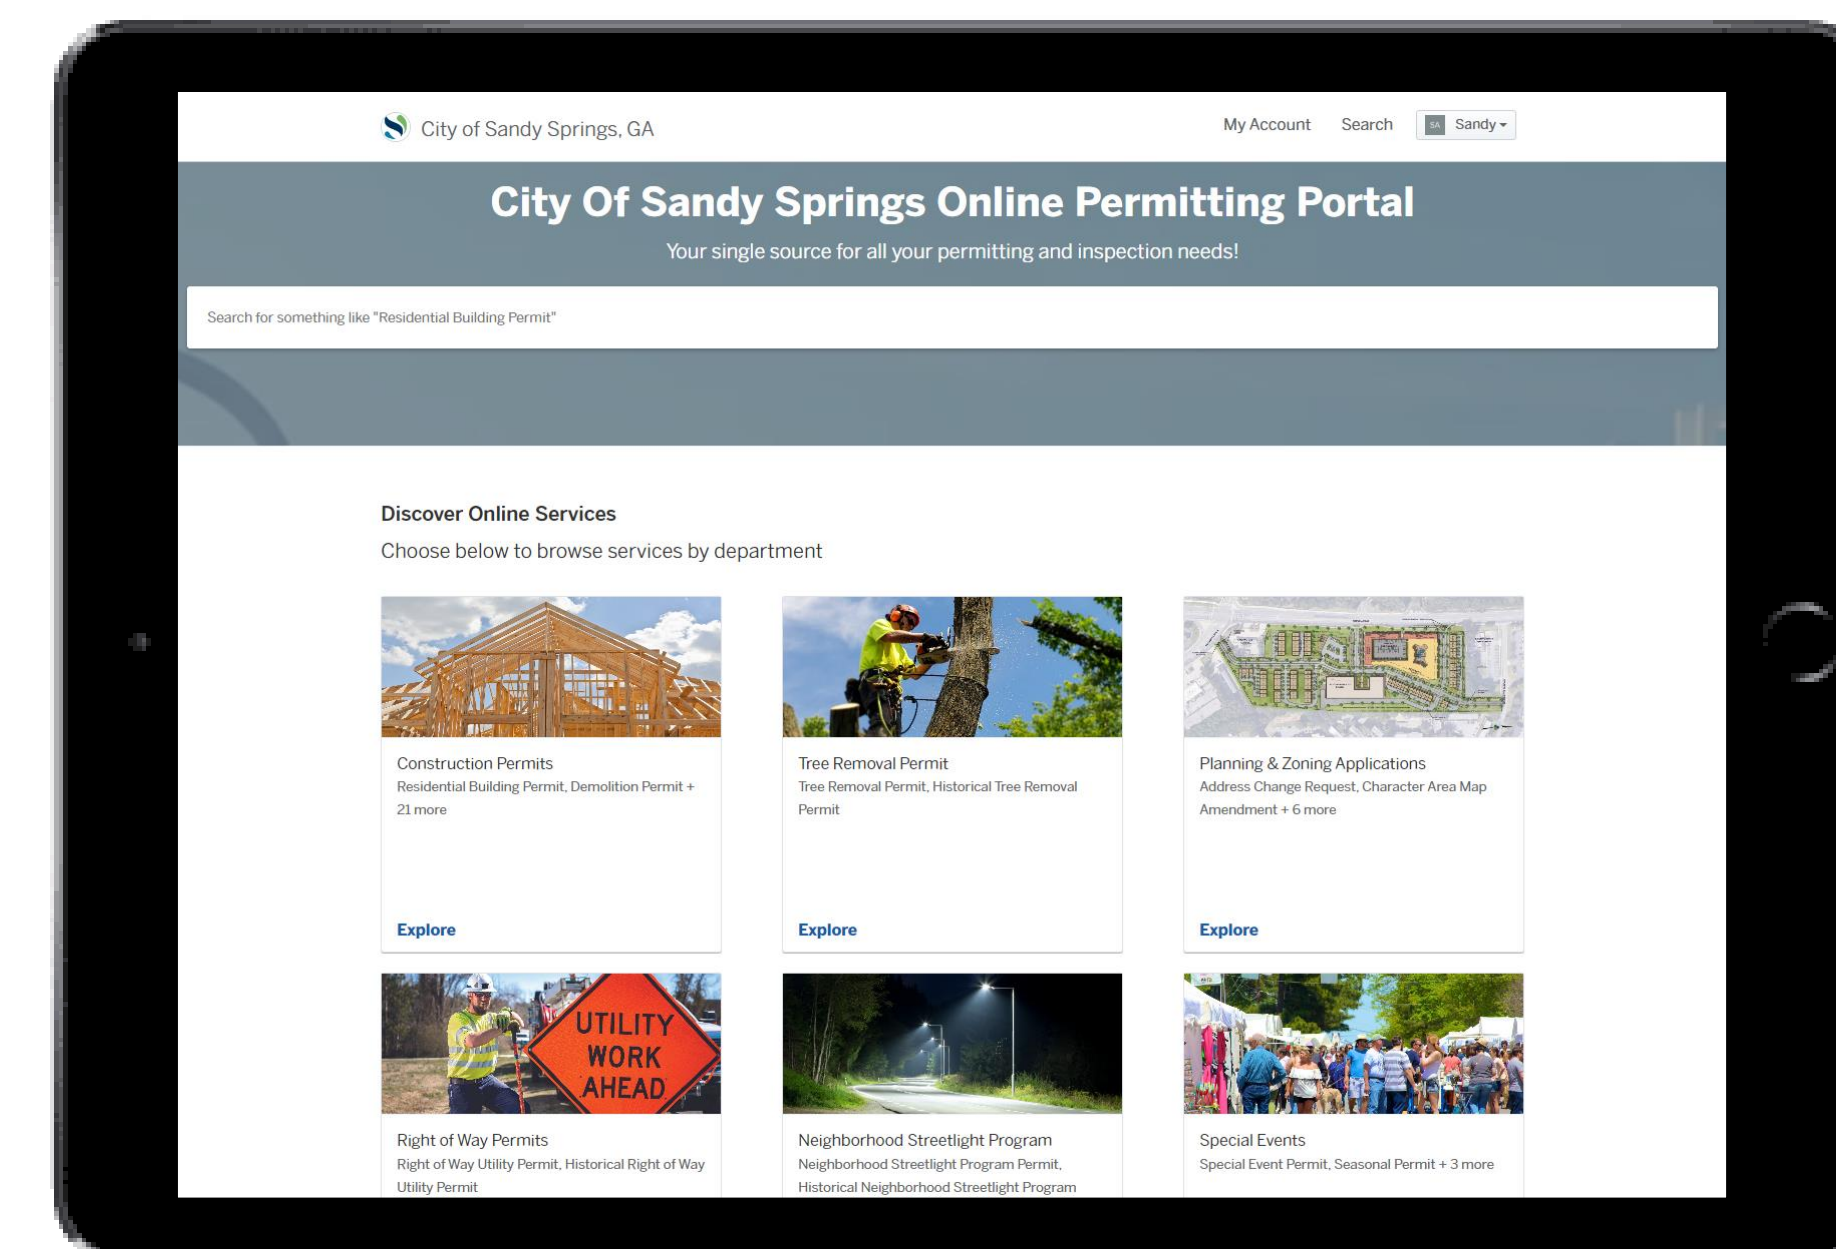 City of Sandy Springs, GA
My Account Search SA Sandy
City Of Sandy Springs Online Permitting Portal
Your single source for all your permitting and inspection needs!
Search for something like "Residential Building Permit"
Discover Online Services
Choose below to browse services by department
Construction Permits
Residential Building Permit, Demolition Permit +
21 more
Explore
Tree Removal Permit
Tree Removal Permit, Historical Tree Removal
Permit
Explore
Planning & Zoning Applications
Address Change Request, Character Area Map
Amendment + 6 more
Explore
UTILITY
WORK
AHEAD
Right of Way Permits
Right of Way Utility Permit, Historical Right of Way
Utility Permit
Neighborhood Streetlight Program
Neighborhood Streetlight Program Permit,
Historical Neighborhood Streetlight Program
Special Events
Special Event Permit, Seasonal Permit + 3 more